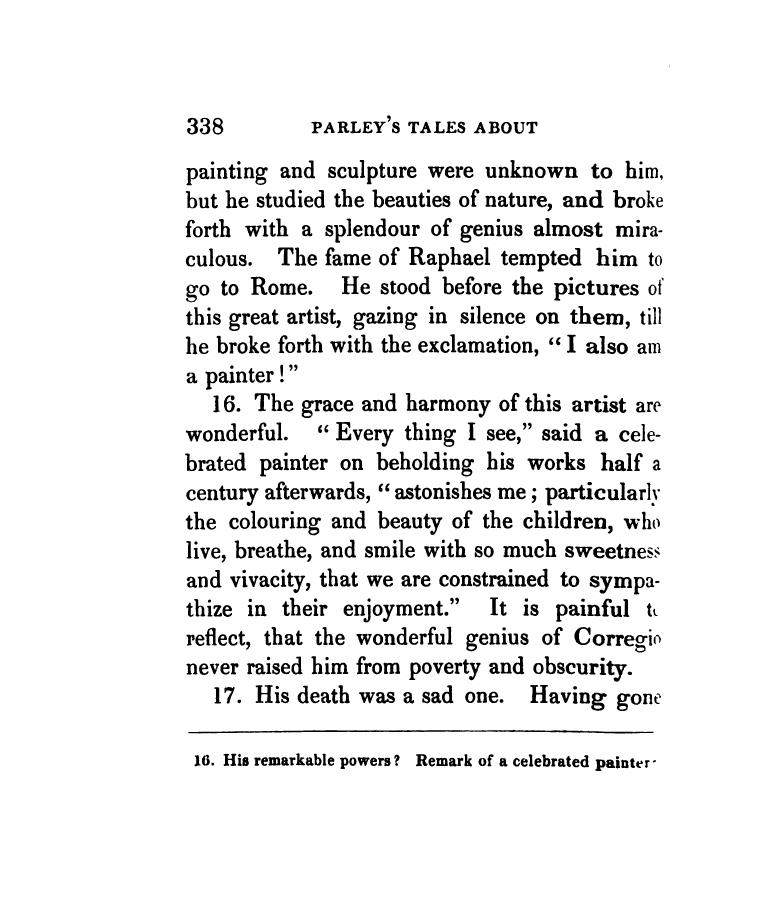 338 PARLEY'S TALES ABOUT
painting and sculpture were unknown to him,
but he studied the beauties of nature, and broke
forth with a splendour of genius almost mira-
culous. The fame of Raphael tempted him to
go to Rome. He stood before the pictures of
this great artist, gazing in silence on them, till
he broke forth with the exclamation, “I also am
a painter!”
16. The grace and harmony of this artist are
wonderful. “Every thing I see,” said a cele-
brated painter on beholding his works half a
century afterwards, “astonishes me; particularly
the colouring and beauty of the children, who
live, breathe, and smile with so much sweetness
and vivacity, that we are constrained to sympa-
thize in their enjoyment.” It is painful to
reflect, that the wonderful genius of Corregio
never raised him from poverty and obscurity.
17. His death was a sad one. Having gone
16. His remarkable powers? Remark of a celebrated painter